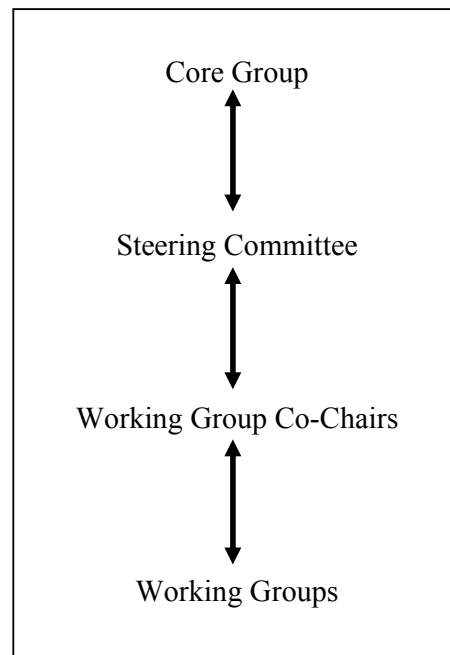 Core Group
Steering Committee
Working Group Co-Chairs
Working Groups